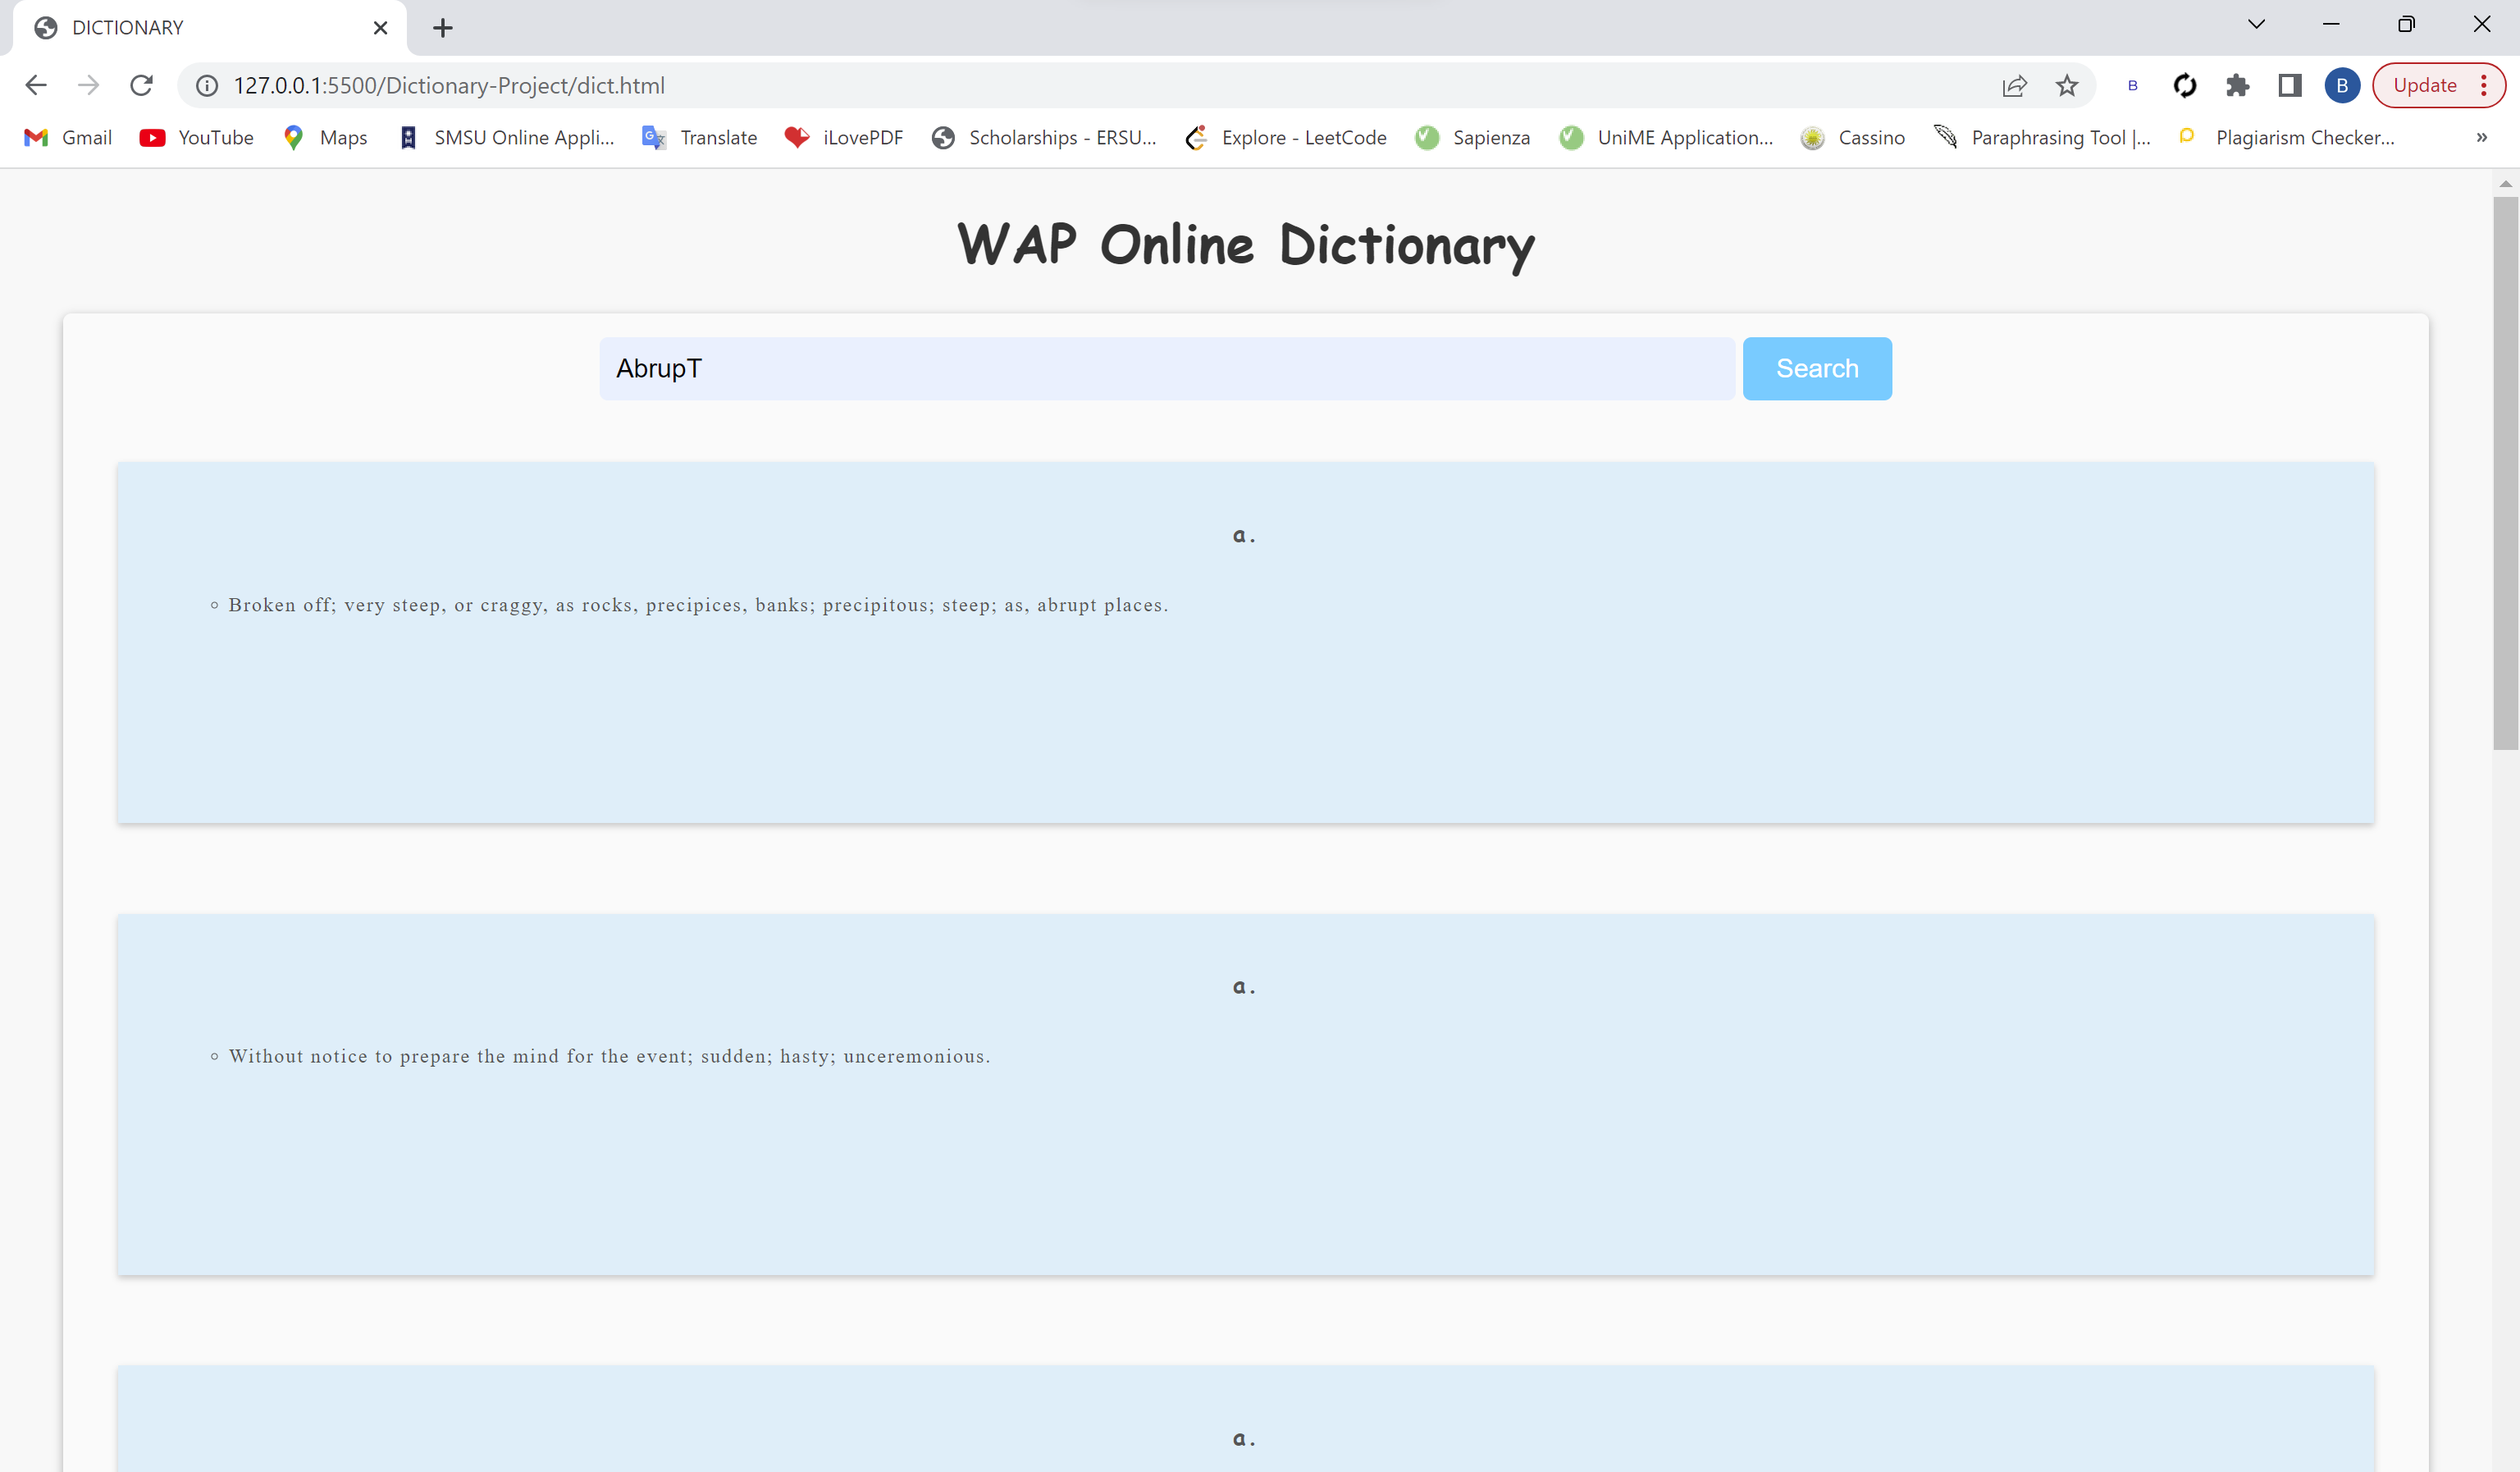 DICTIONARY
127.0.0.1:5500/Dictionary-Project/dict.html
B
B
Update
Gmail
YouTube
Maps
SMSU Online Appli...
Translate
iLovePDF
Scholarships - ERSU...
Explore - LeetCode
Sapienza
UniME Application...
Cassino
Paraphrasing Tool |...
Plagiarism Checker...
»
WAP Online Dictionary
AbrupT
Search
a.
Broken off; very steep, or craggy, as rocks, precipices, banks; precipitous; steep; as, abrupt places.
a.
Without notice to prepare the mind for the event; sudden; hasty; unceremonious.
a.